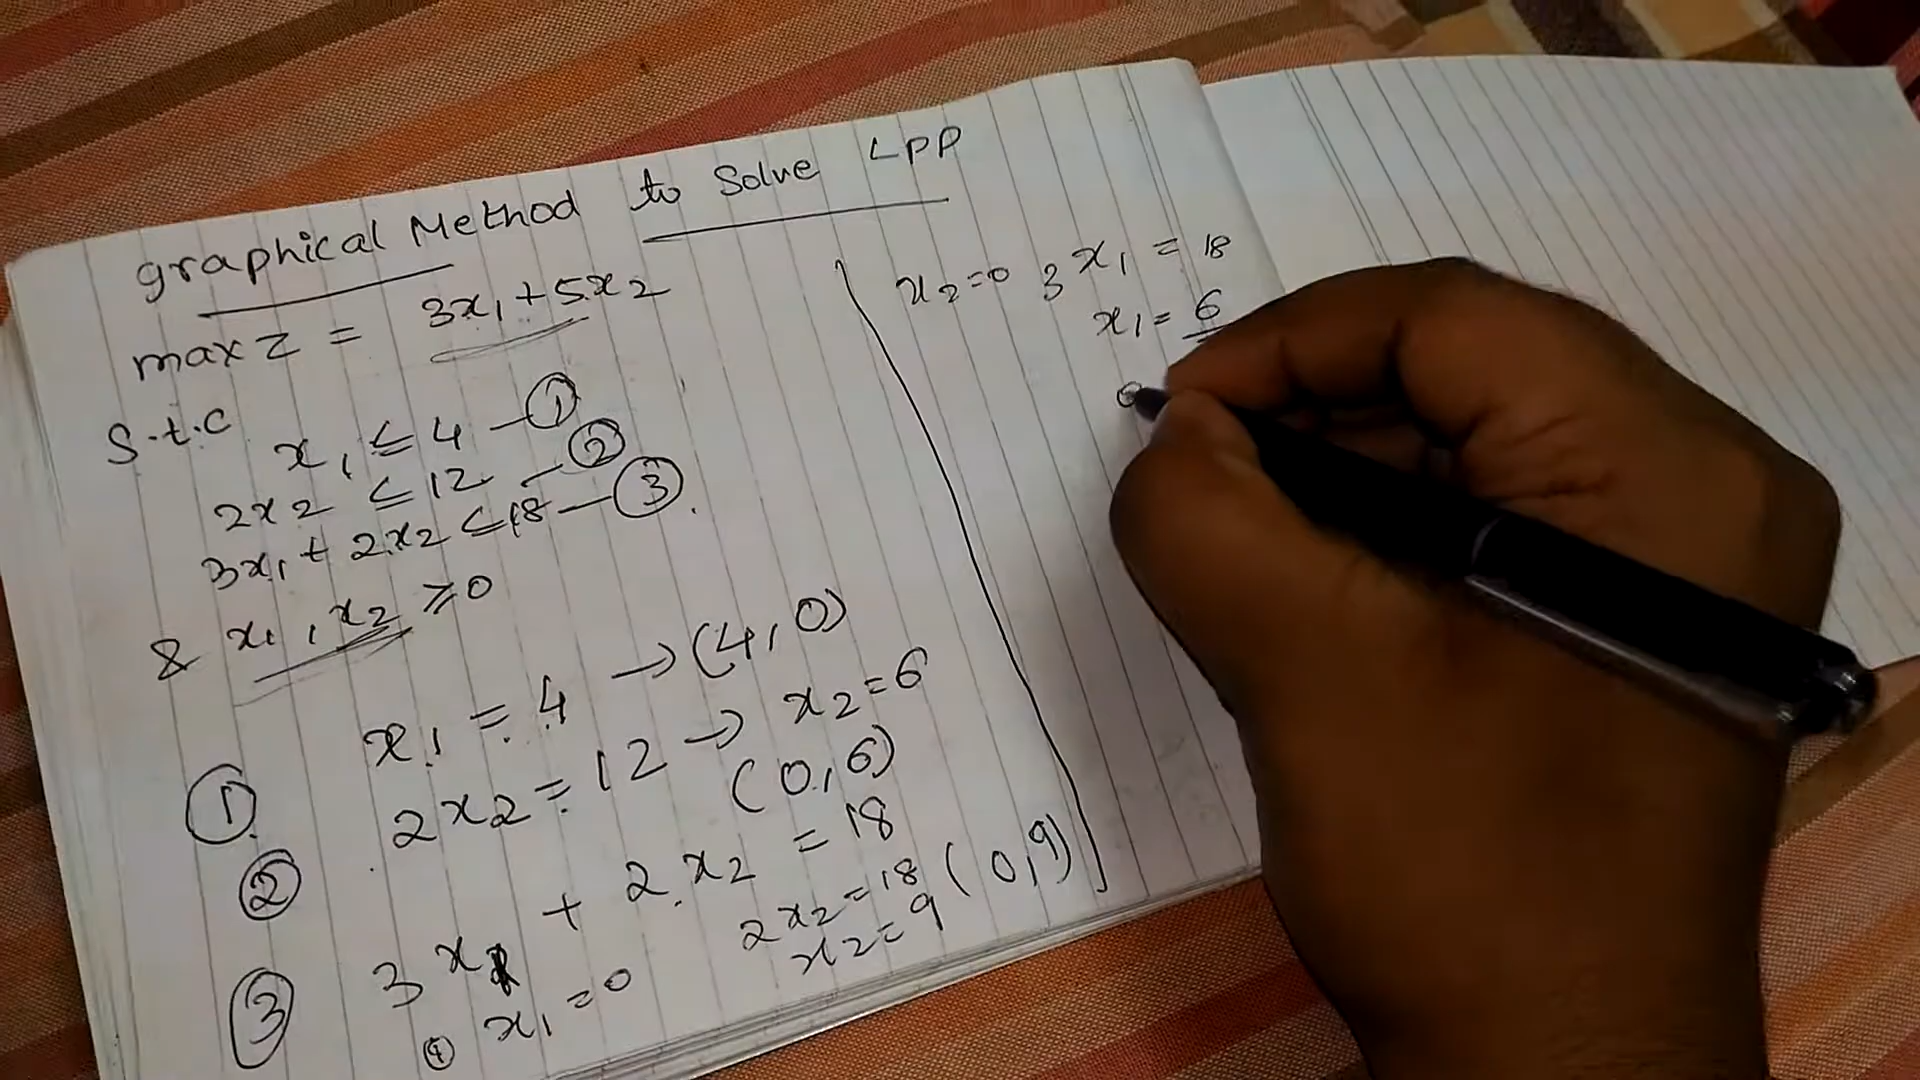 graphical Method to Solve LPP
max Z = 3x₁ + 5x₂
S.t.c
x₁ ≤ 4 — ①
2x₂ ≤ 12 — ②
3x₁ + 2x₂ ≤ 18 — ③
& x₁, x₂ ≥ 0
① x₁ = 4 → (4, 0)
② 2x₂ = 12 → x₂ = 6
(0, 6)
③ 3x₁ + 2x₂ = 18
x₁ = 0 2x₂ = 18 (0, 9)
x₂ = 9
x₂ = 0 3x₁ = 18
x₁ = 6